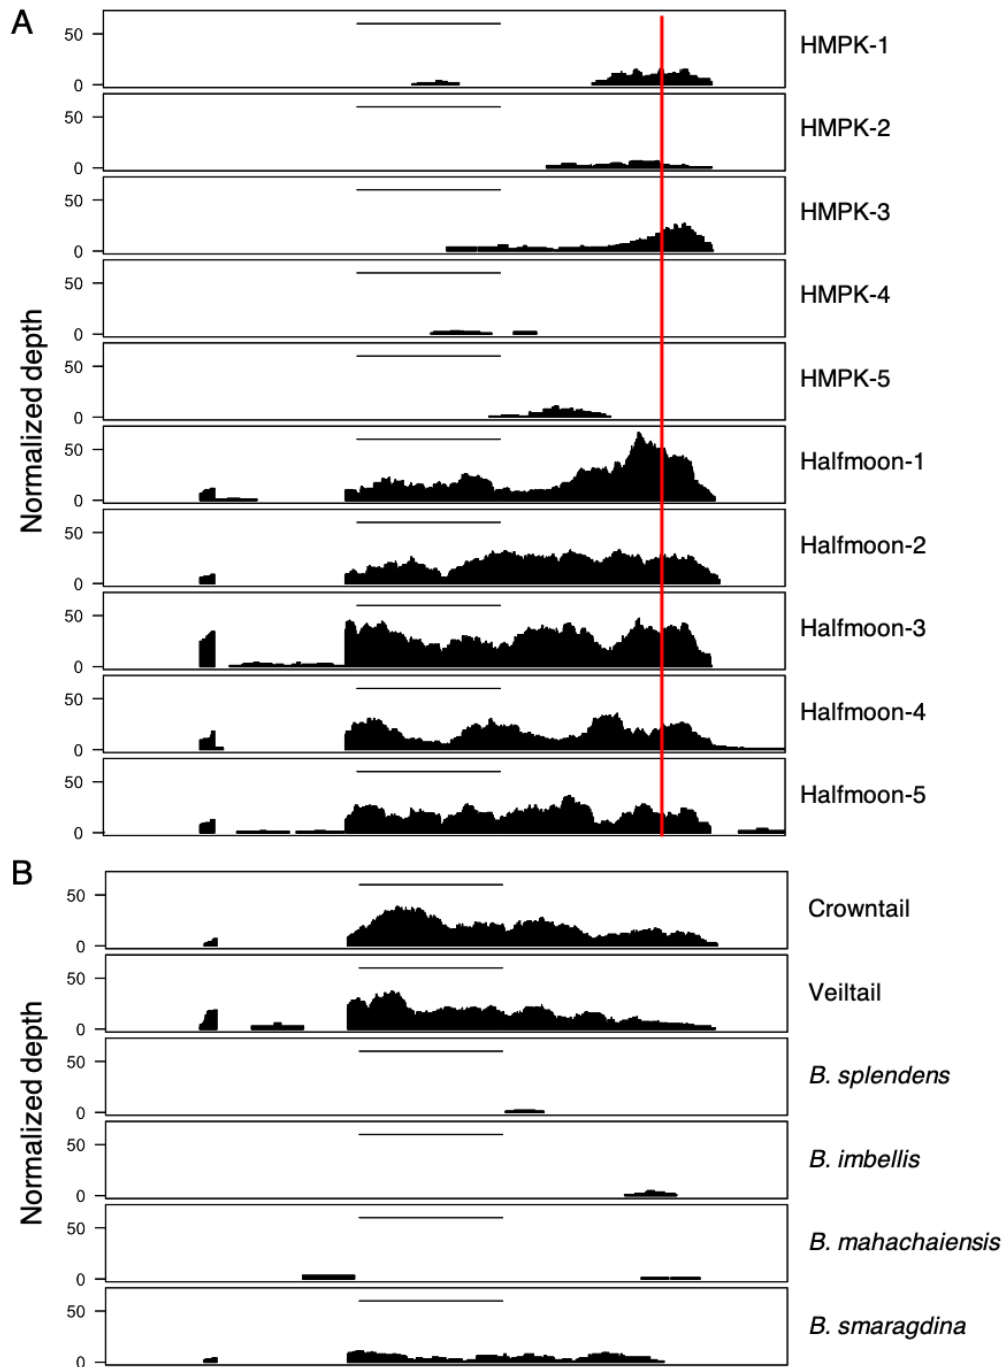 A
50
0
HMPK-1
50
0
HMPK-2
50
0
HMPK-3
50
0
HMPK-4
50
0
HMPK-5
50
0
Halfmoon-1
50
0
Halfmoon-2
50
0
Halfmoon-3
50
0
Halfmoon-4
50
0
Halfmoon-5
Normalized depth
B
50
0
Crowntail
50
0
Veiltail
50
0
B. splendens
50
0
B. imbellis
50
0
B. mahachaiensis
50
0
B. smaragdina
Normalized depth